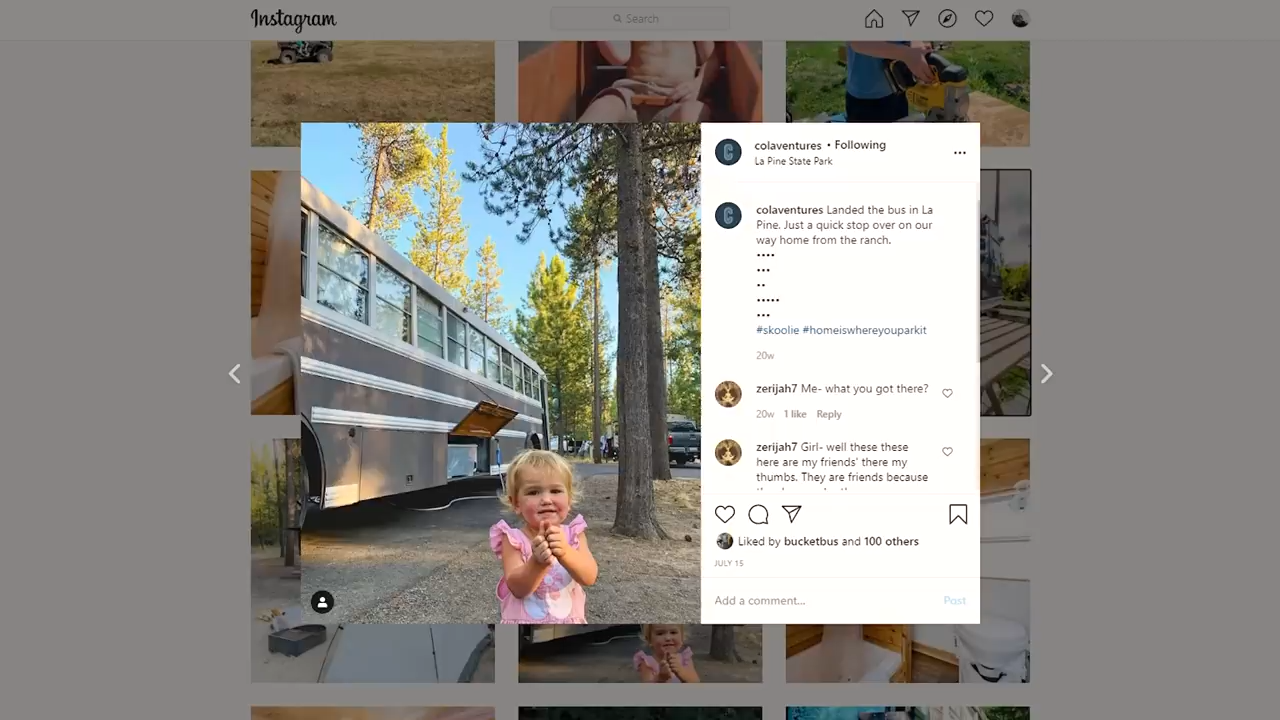 Instagram
Search
colaventures • Following
La Pine State Park
colaventures Landed the bus in La
Pine. Just a quick stop over on our
way home from the ranch.
••••
•••
••
•••••
•••
#skoolie #homeiswhereyouparkit
20w
zerijah7 Me- what you got there?
20w 1 like Reply
zerijah7 Girl- well these these
here are my friends' there my
thumbs. They are friends because
Liked by bucketbus and 100 others
JULY 15
Add a comment...
Post